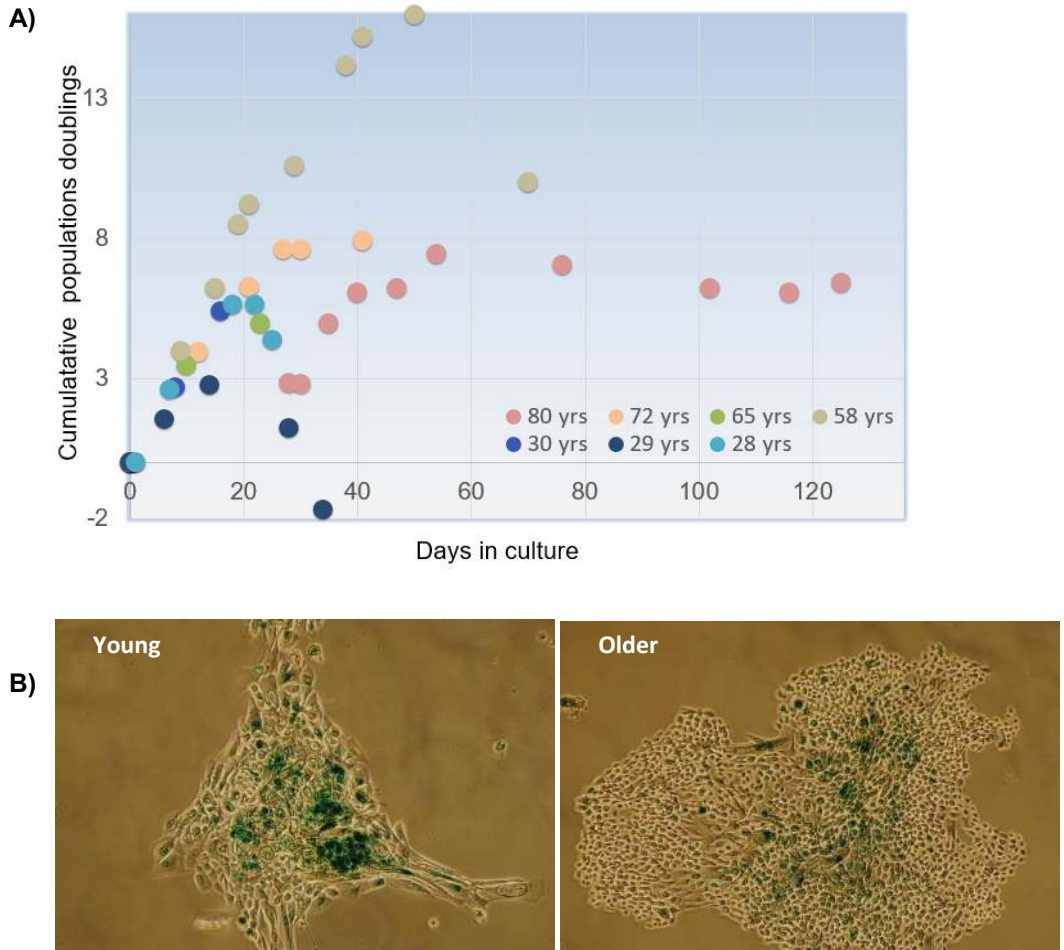 A)
Cumulatative populations doublings
13
8
3
-2
80 yrs 72 yrs 65 yrs 58 yrs
30 yrs 29 yrs 28 yrs
0 20 40 60 80 100 120
Days in culture
B)
Young
Older